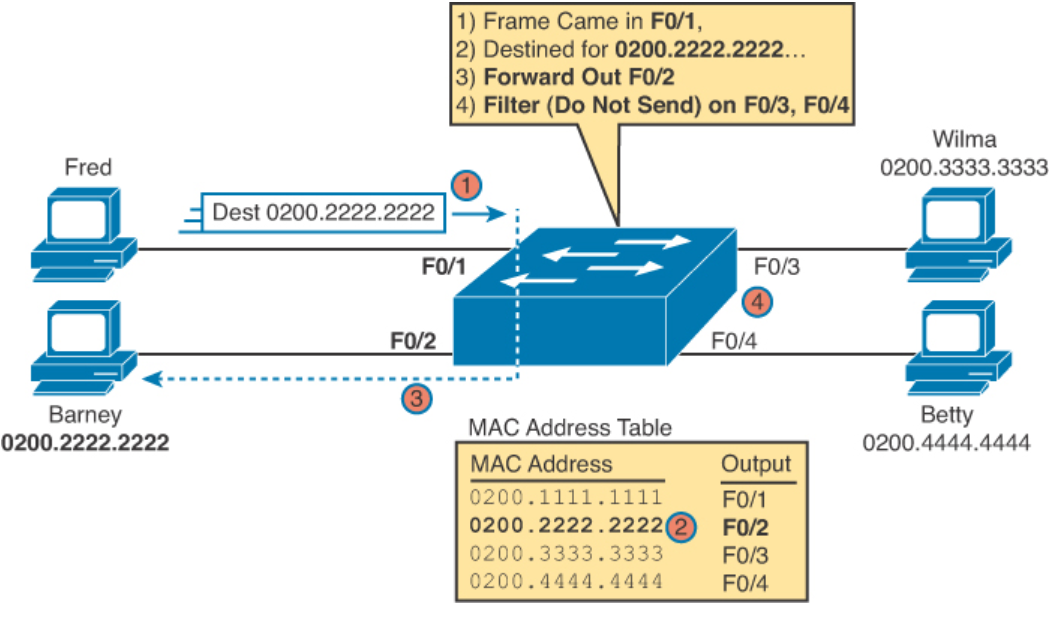 1) Frame Came in F0/1,
2) Destined for 0200.2222.2222…
3) Forward Out F0/2
4) Filter (Do Not Send) on F0/3, F0/4
Fred
Wilma
0200.3333.3333
1
Dest 0200.2222.2222
F0/1
F0/3
4
F0/2
F0/4
3
Barney
0200.2222.2222
Betty
0200.4444.4444
MAC Address Table
MAC Address Output
0200.1111.1111 F0/1
0200.2222.2222 2 F0/2
0200.3333.3333 F0/3
0200.4444.4444 F0/4